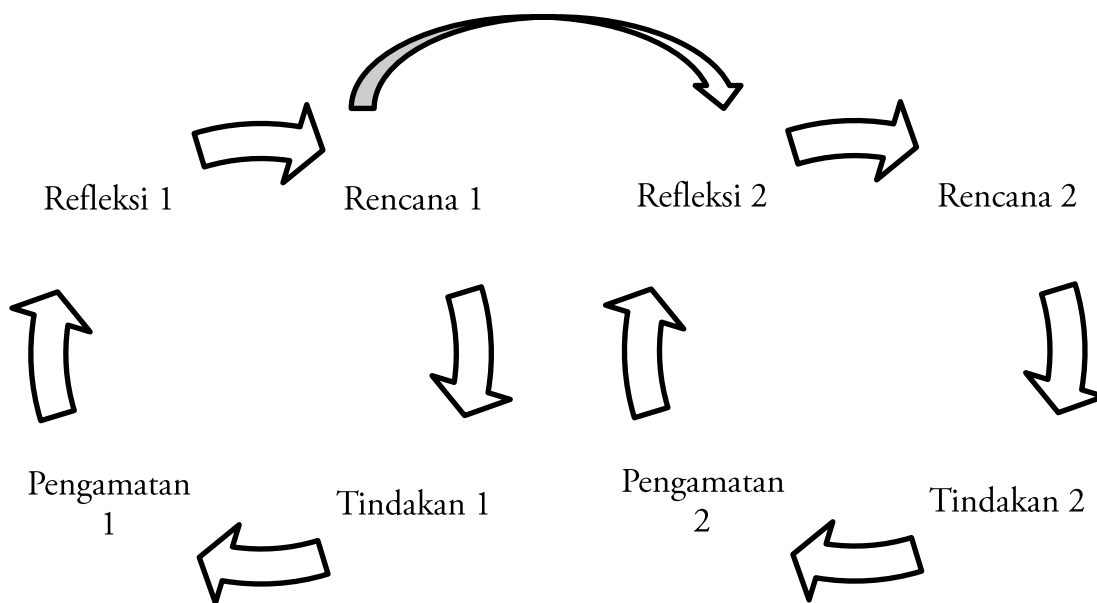 Refleksi 1
Rencana 1
Refleksi 2
Rencana 2
Pengamatan
1
Tindakan 1
Pengamatan
2
Tindakan 2